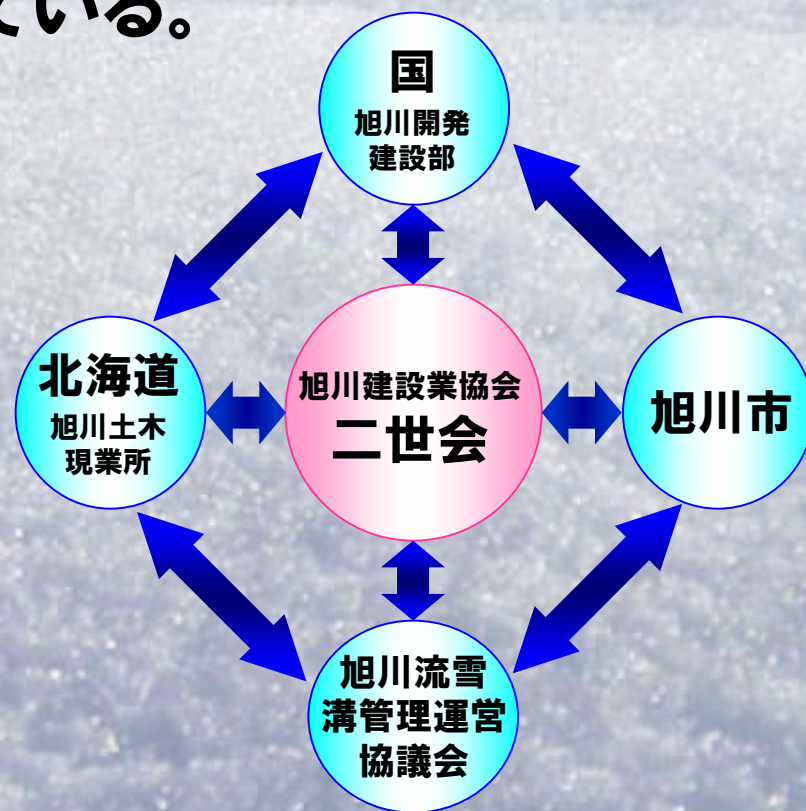 ている。
国
旭川開発
建設部
北海道
旭川土木
現業所
旭川建設業協会
二世会
旭川市
旭川流雪
溝管理運営
協議会